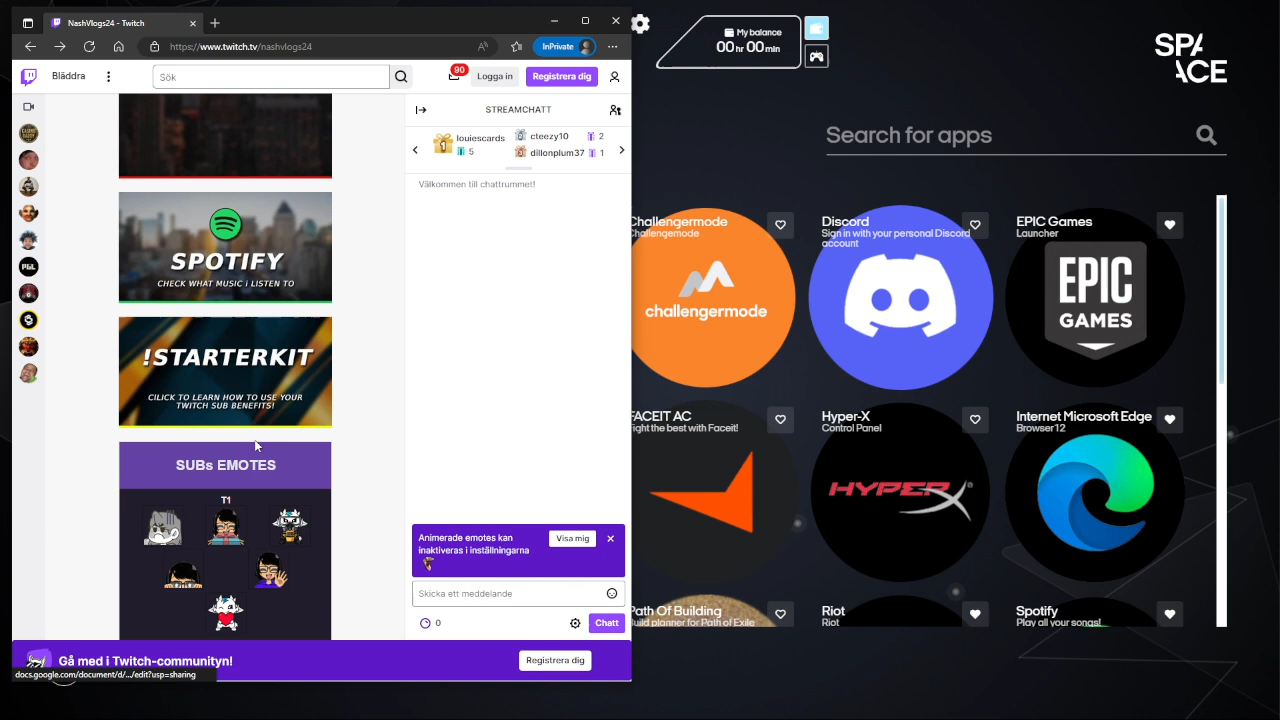 NashVlogs24 - Twitch
https://www.twitch.tv/nashvlogs24
InPrivate
Bläddra
Sök
90
Logga in
Registrera dig
STREAMCHATT
1
louiescards
5
cteezy10
2
dillonplum37
1
Välkommen till chattrummet!
SPOTIFY
CHECK WHAT MUSIC i LISTEN TO
!STARTERKIT
CILICK TO LEARN HOW TO USE YOUR
TWITCH SUB BENEFITS!
SUBs EMOTES
T1
PGL
Animerade emotes kan
inaktiveras i inställningarna
Visa mig
Skicka ett meddelande
0
Chatt
Gå med i Twitch-communityn!
Registrera dig
docs.google.com/document/d/.../edit?usp=sharing
My balance
00 hr 00 min
SPA
ACE
Search for apps
Challengermode
Challengermode
challengermode
Discord
Sign in with your personal Discord
account
EPIC Games
Launcher
EPIC
GAMES
FACEIT AC
Fight the best with Faceit!
Hyper-X
Control Panel
HYPERX
Internet Microsoft Edge
Browser12
Path Of Building
Build planner for Path of Exile
Riot
Riot
Spotify
Play all your songs!